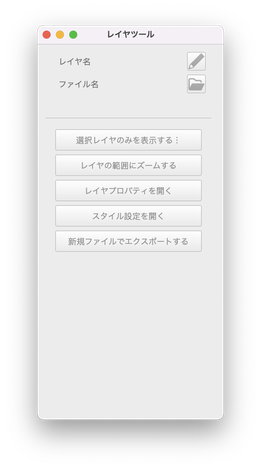 レイヤツール
レイヤ名
ファイル名
選択レイヤのみを表示する⋮
レイヤの範囲にズームする
レイヤプロパティを開く
スタイル設定を開く
新規ファイルでエクスポートする